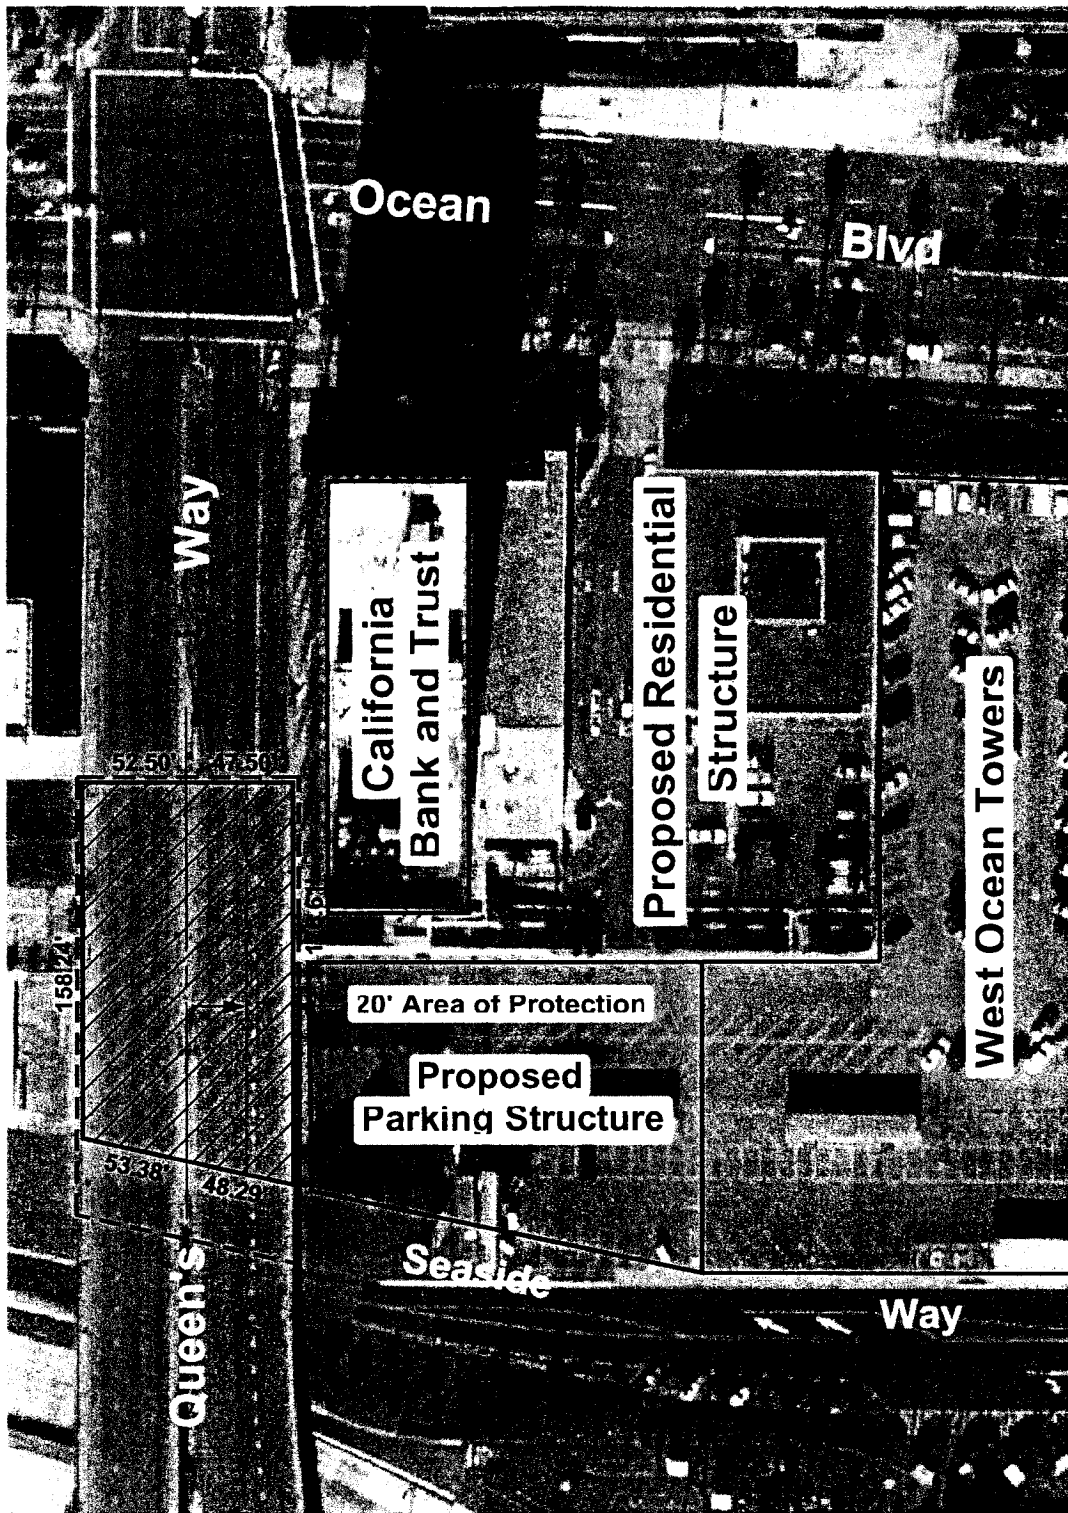 Ocean
Blvd
Way
California
Bank and Trust
Proposed Residential
Structure
West Ocean Towers
52.50'
47.50'
158.24'
20' Area of Protection
Proposed
Parking Structure
53.38'
48.29'
Seaside
Way
Queen's